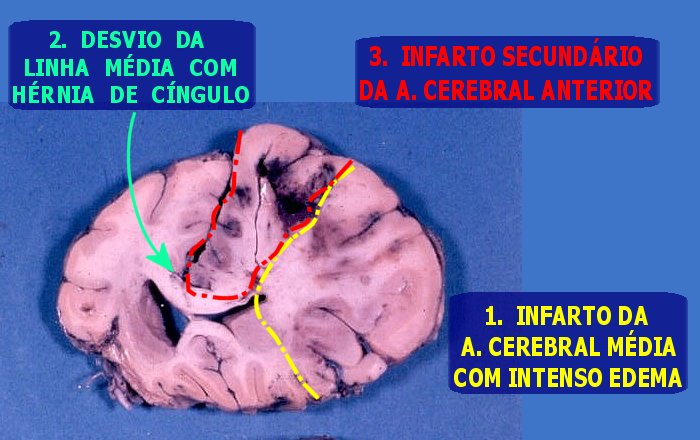 2. DESVIO DA
LINHA MÉDIA COM
HÉRNIA DE CÍNGULO
3. INFARTO SECUNDÁRIO
DA A. CEREBRAL ANTERIOR
1. INFARTO DA
A. CEREBRAL MÉDIA
COM INTENSO EDEMA